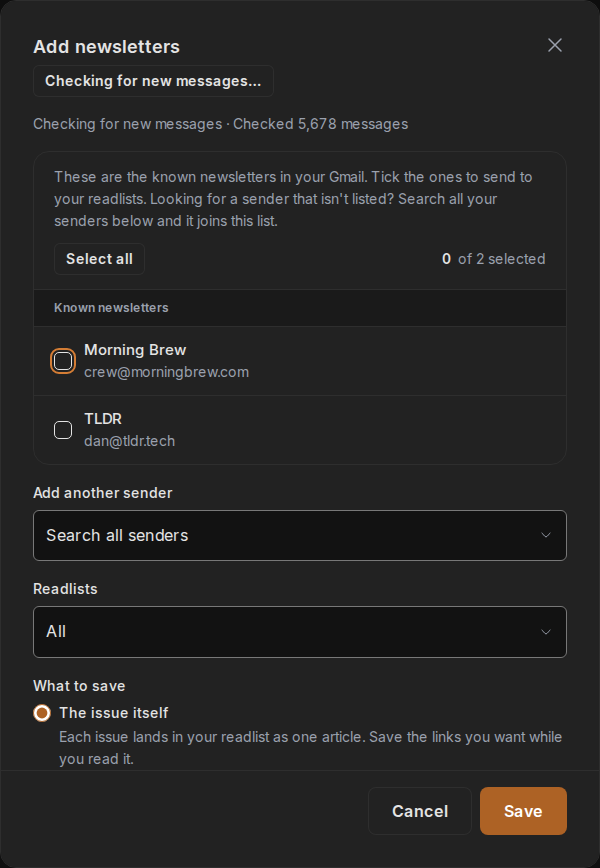 Add newsletters
Checking for new messages...
Checking for new messages · Checked 5,678 messages
These are the known newsletters in your Gmail. Tick the ones to send to
your readlists. Looking for a sender that isn't listed? Search all your
senders below and it joins this list.
Select all
0 of 2 selected
Known newsletters
Morning Brew
crew@morningbrew.com
TLDR
dan@tldr.tech
Add another sender
Search all senders
Readlists
All
What to save
The issue itself
Each issue lands in your readlist as one article. Save the links you want while
you read it.
Cancel
Save